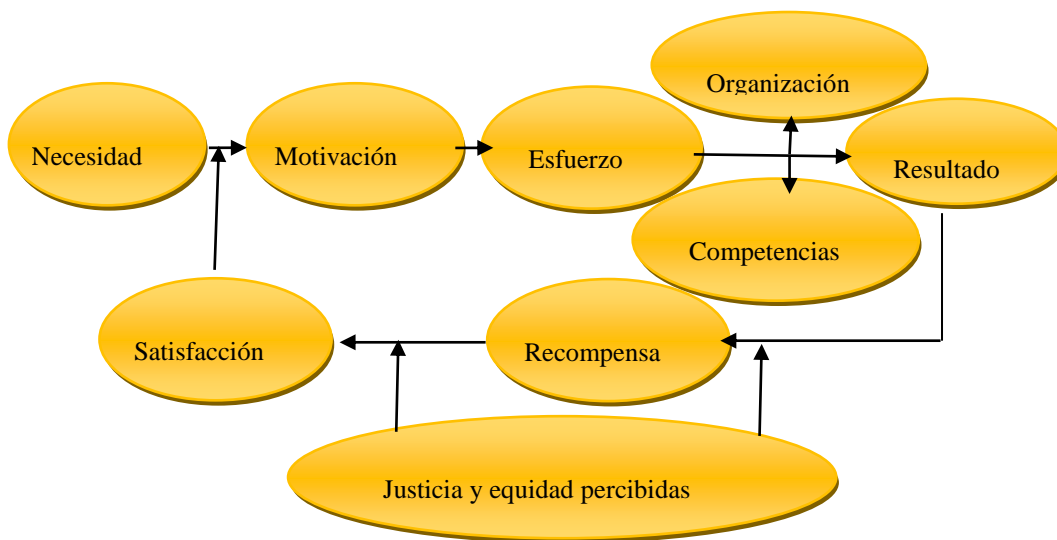 Organización
Necesidad
Motivación
Esfuerzo
Resultado
Competencias
Satisfacción
Recompensa
Justicia y equidad percibidas